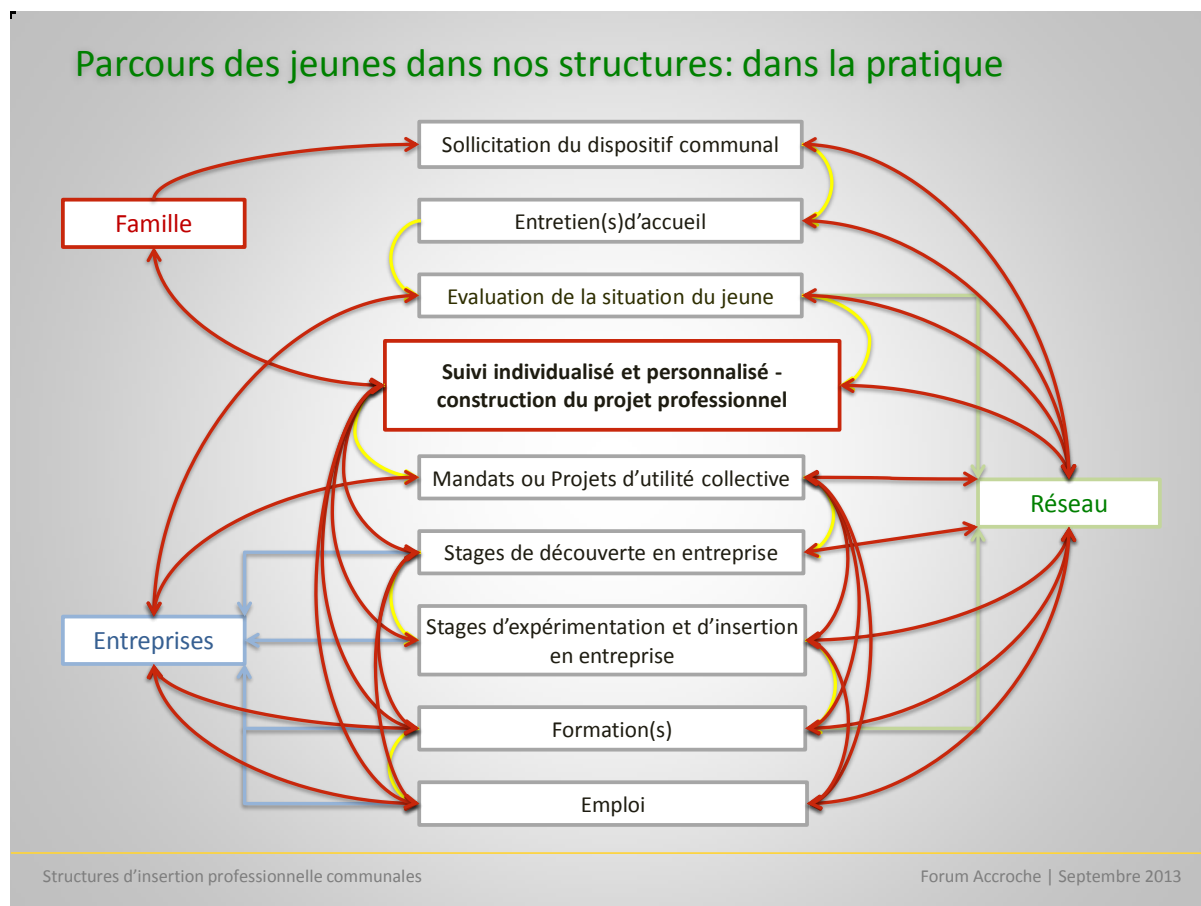 Parcours des jeunes dans nos structures: dans la pratique
Sollicitation du dispositif communal
Famille
Entretien(s)d'accueil
Evaluation de la situation du jeune
Suivi individualisé et personnalisé -
construction du projet professionnel
Mandats ou Projets d'utilité collective
Réseau
Stages de découverte en entreprise
Entreprises
Stages d'expérimentation et d'insertion
en entreprise
Formation(s)
Emploi
Structures d'insertion professionnelle communales
Forum Accroche | Septembre 2013